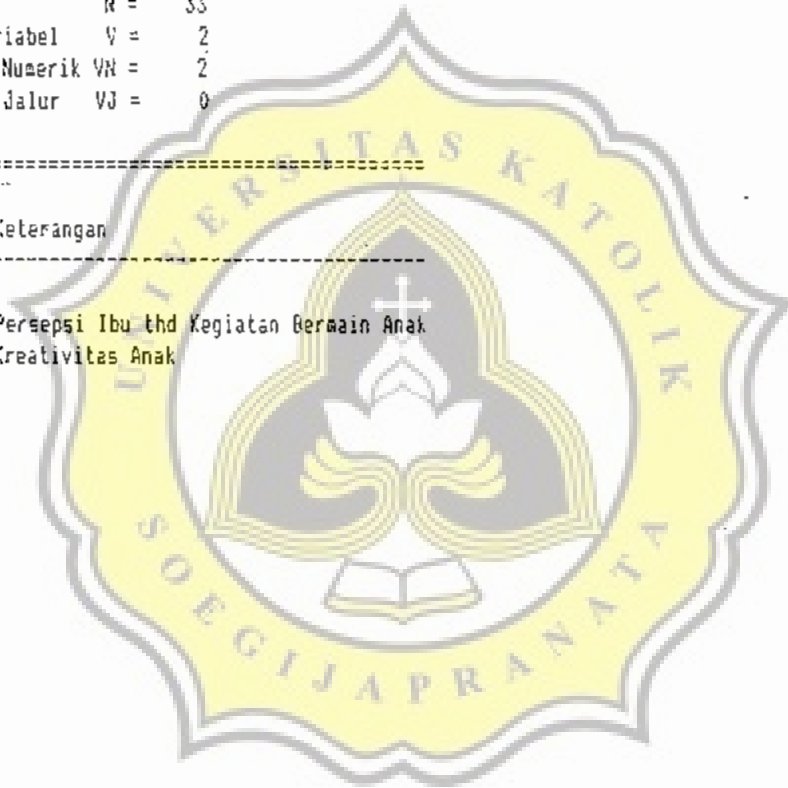 N = 33
riabel V = 2
Numerik VN = 2
Jalur VJ = 0
========================================
Keterangan
----------------------------------------
Persepsi Ibu thd Kegiatan Bermain Anak
Kreativitas Anak
UNIVERSITAS KATOLIK
SOEGIJAPRANATA